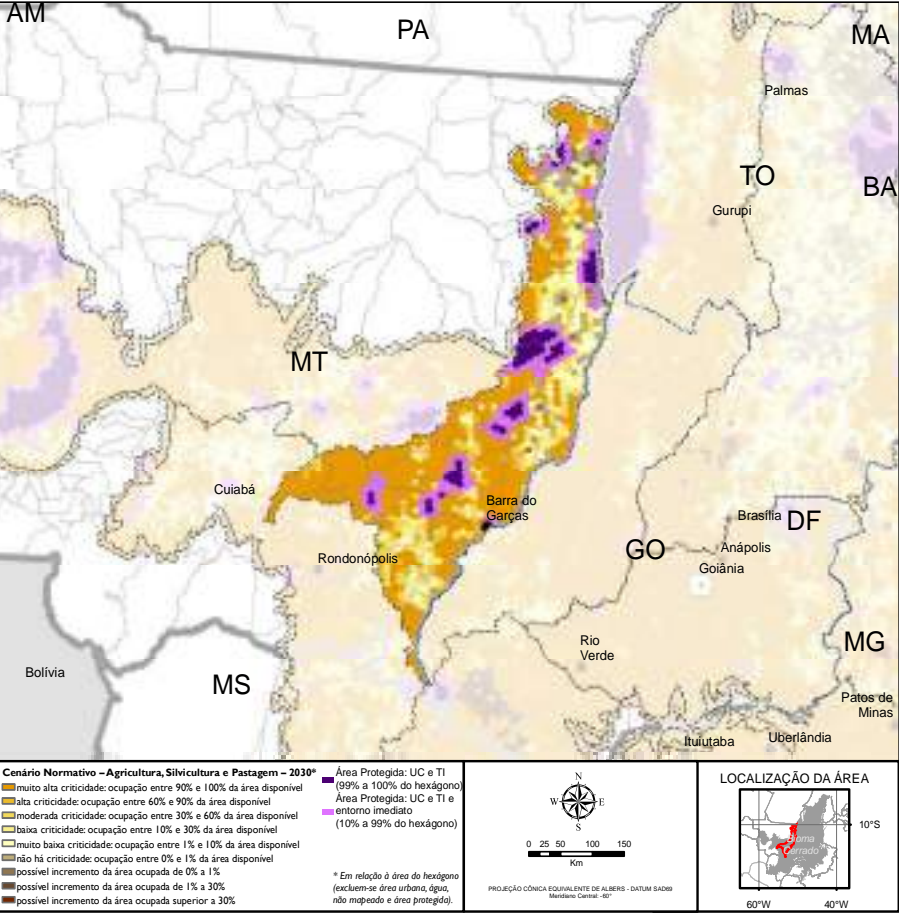 AM
PA
MA
Palmas
TO
BA
Gurupi
MT
Cuiabá
Barra do
Garças
Brasília
DF
Rondonópolis
GO
Anápolis
Goiânia
Rio
Verde
MG
Bolívia
MS
Patos de
Minas
Ituiutaba
Uberlândia
Cenário Normativo – Agricultura, Silvicultura e Pastagem – 2030*
muito alta criticidade: ocupação entre 90% e 100% da área disponível
alta criticidade: ocupação entre 60% e 90% da área disponível
moderada criticidade: ocupação entre 30% e 60% da área disponível
baixa criticidade: ocupação entre 10% e 30% da área disponível
muito baixa criticidade: ocupação entre 1% e 10% da área disponível
não há criticidade: ocupação entre 0% e 1% da área disponível
possível incremento da área ocupada de 0% a 1%
possível incremento da área ocupada de 1% a 30%
possível incremento da área ocupada superior a 30%
Área Protegida: UC e TI
(99% a 100% do hexágono)
Área Protegida: UC e TI e
entorno imediato
(10% a 99% do hexágono)
* Em relação à área do hexágono
(excluem-se área urbana, água,
não mapeado e área protegida).
N
W E
S
0 25 50 100 150
Km
PROJEÇÃO CÔNICA EQUIVALENTE DE ALBERS - DATUM SAD69
Meridiano Central: -60°
LOCALIZAÇÃO DA ÁREA
10°S
Bioma
Cerrado
60°W 40°W